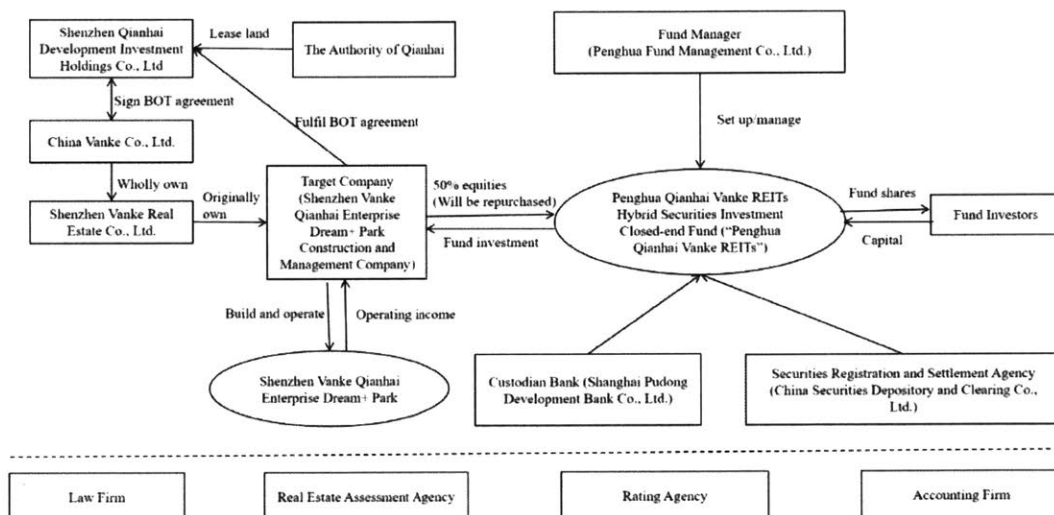 Shenzhen Qianhai
Development Investment
Holdings Co., Ltd
Lease land
The Authority of Qianhai
Fund Manager
(Penghua Fund Management Co., Ltd.)
Sign BOT agreement
Fulfil BOT agreement
Set up/manage
China Vanke Co., Ltd.
Wholly own
Shenzhen Vanke Real
Estate Co., Ltd.
Originally
own
Target Company
(Shenzhen Vanke
Qianhai Enterprise
Dream+ Park
Construction and
Management Company)
50% equities
(Will be repurchased)
Fund investment
Penghua Qianhai Vanke REITs
Hybrid Securities Investment
Closed-end Fund (“Penghua
Qianhai Vanke REITs”)
Fund shares
Capital
Fund Investors
Build and operate
Operating income
Shenzhen Vanke Qianhai
Enterprise Dream+ Park
Custodian Bank (Shanghai Pudong
Development Bank Co., Ltd.)
Securities Registration and Settlement Agency
(China Securities Depository and Clearing Co.,
Ltd.)
Law Firm
Real Estate Assessment Agency
Rating Agency
Accounting Firm